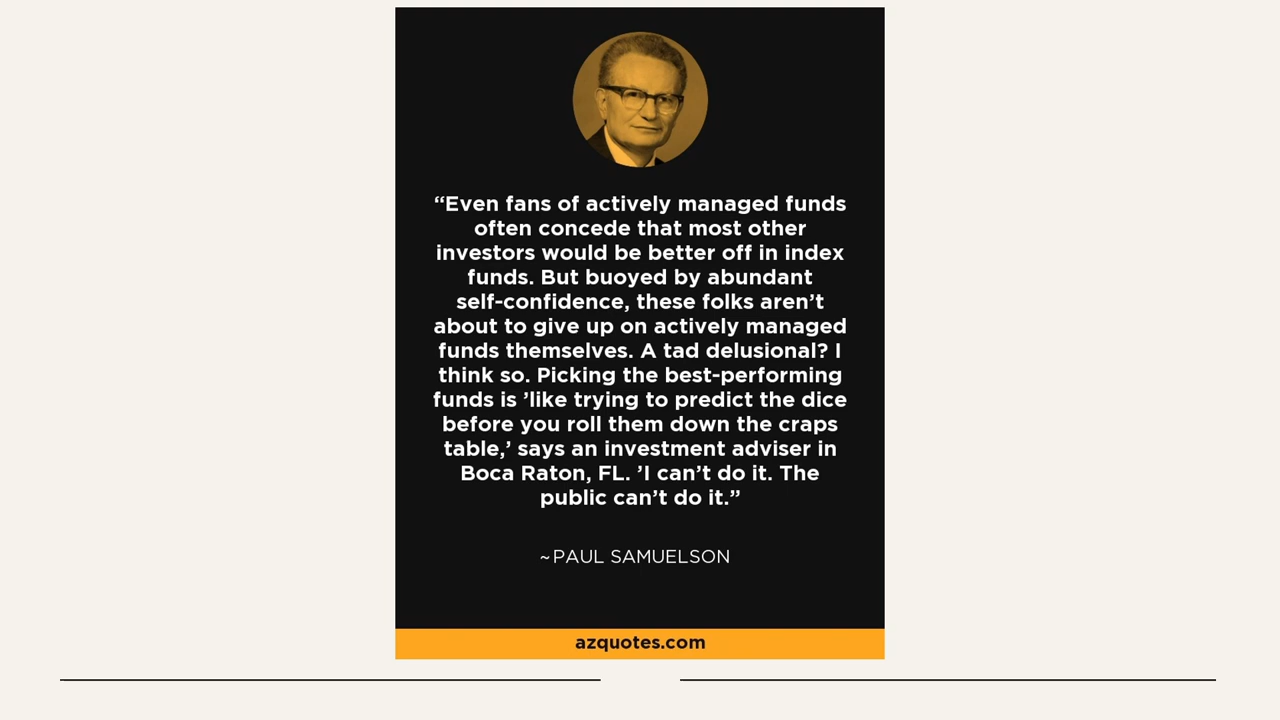 “Even fans of actively managed funds
often concede that most other
investors would be better off in index
funds. But buoyed by abundant
self-confidence, these folks aren’t
about to give up on actively managed
funds themselves. A tad delusional? I
think so. Picking the best-performing
funds is ’like trying to predict the dice
before you roll them down the craps
table,’ says an investment adviser in
Boca Raton, FL. ’I can’t do it. The
public can’t do it.”
~PAUL SAMUELSON
azquotes.com